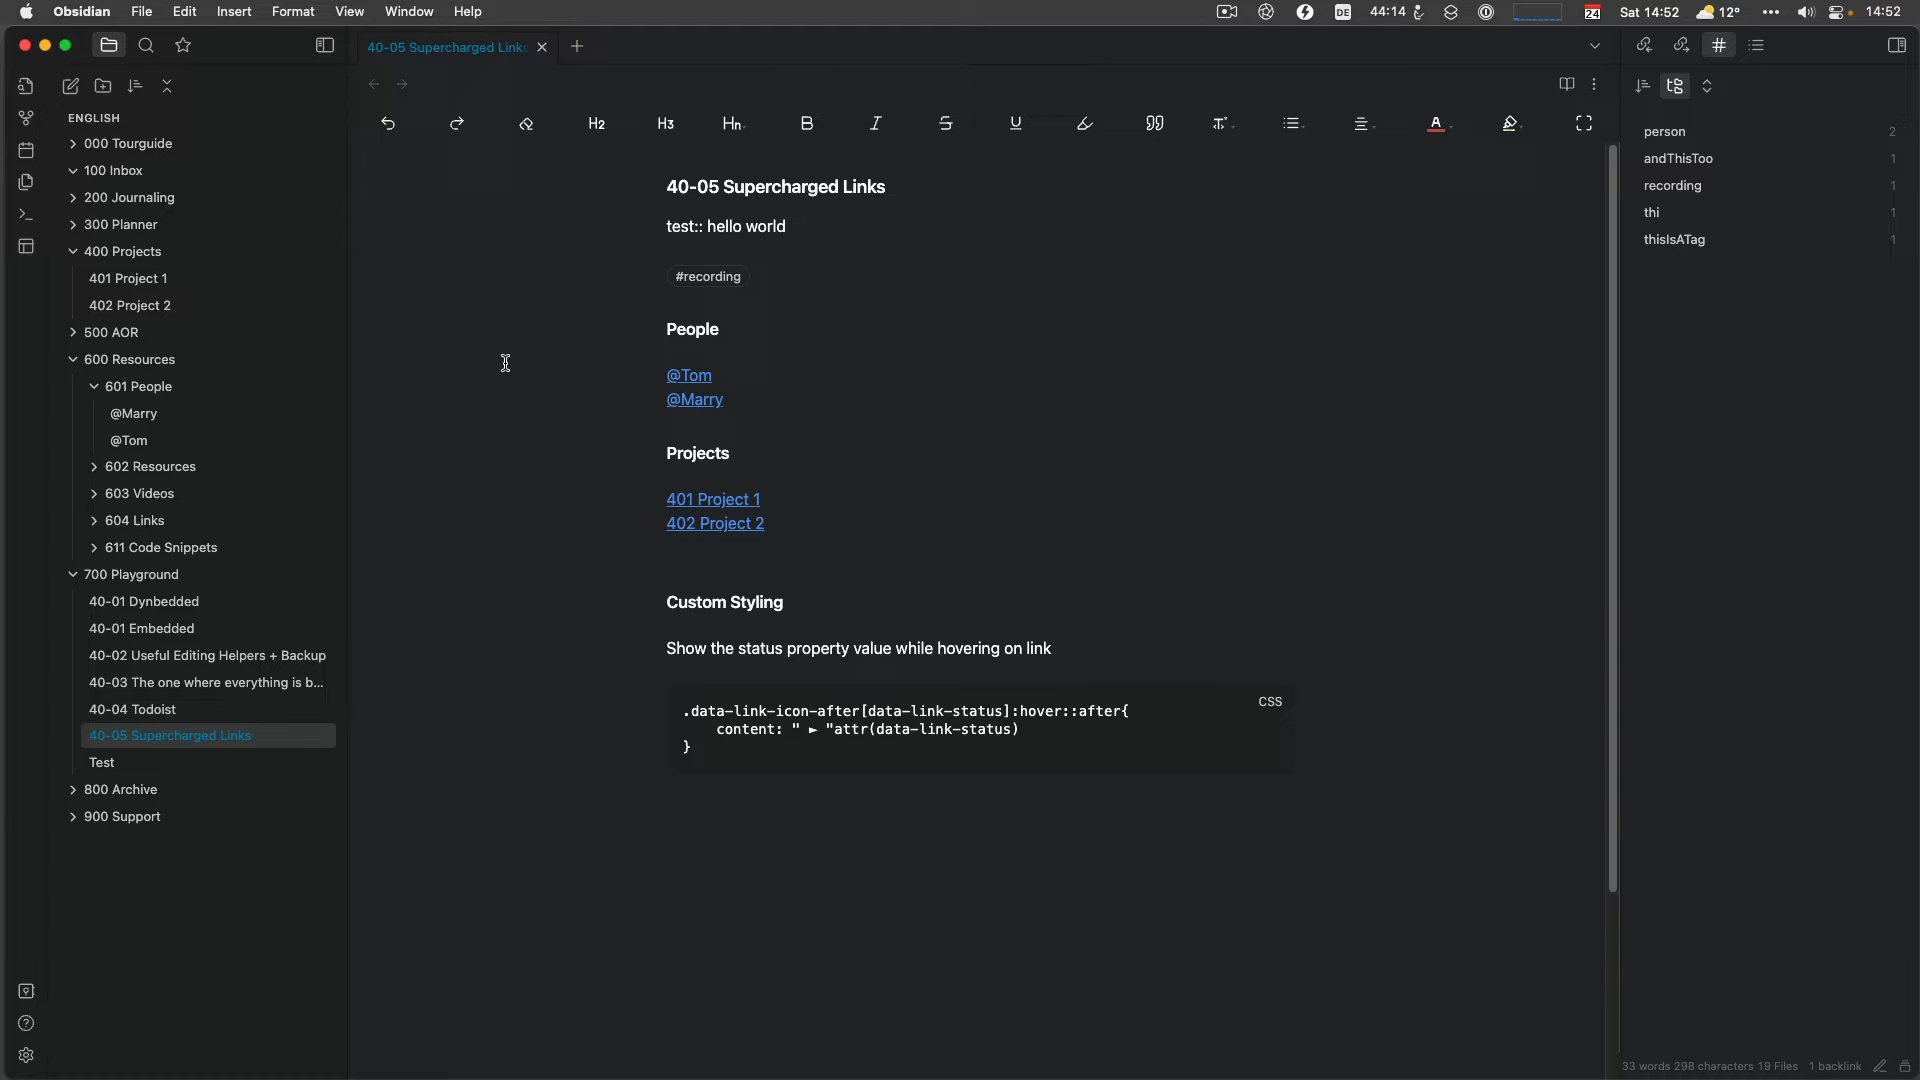 Obsidian File Edit Insert Format View Window Help
DE 44:14 24 Sat 14:52 12° 14:52
40-05 Supercharged Links
ENGLISH
000 Tourguide
100 Inbox
200 Journaling
300 Planner
400 Projects
401 Project 1
402 Project 2
500 AOR
600 Resources
601 People
@Marry
@Tom
602 Resources
603 Videos
604 Links
611 Code Snippets
700 Playground
40-01 Dynbedded
40-01 Embedded
40-02 Useful Editing Helpers + Backup
40-03 The one where everything is b...
40-04 Todoist
40-05 Supercharged Links
Test
800 Archive
900 Support
H2 H3 Hn B I S U T A
40-05 Supercharged Links
test:: hello world
#recording
People
@Tom
@Marry
Projects
401 Project 1
402 Project 2
Custom Styling
Show the status property value while hovering on link
CSS
.data-link-icon-after[data-link-status]:hover::after{
content: " ► "attr(data-link-status)
}
person 2
andThisToo 1
recording 1
thi 1
thisIsATag 1
33 words 298 characters 19 Files 1 backlink